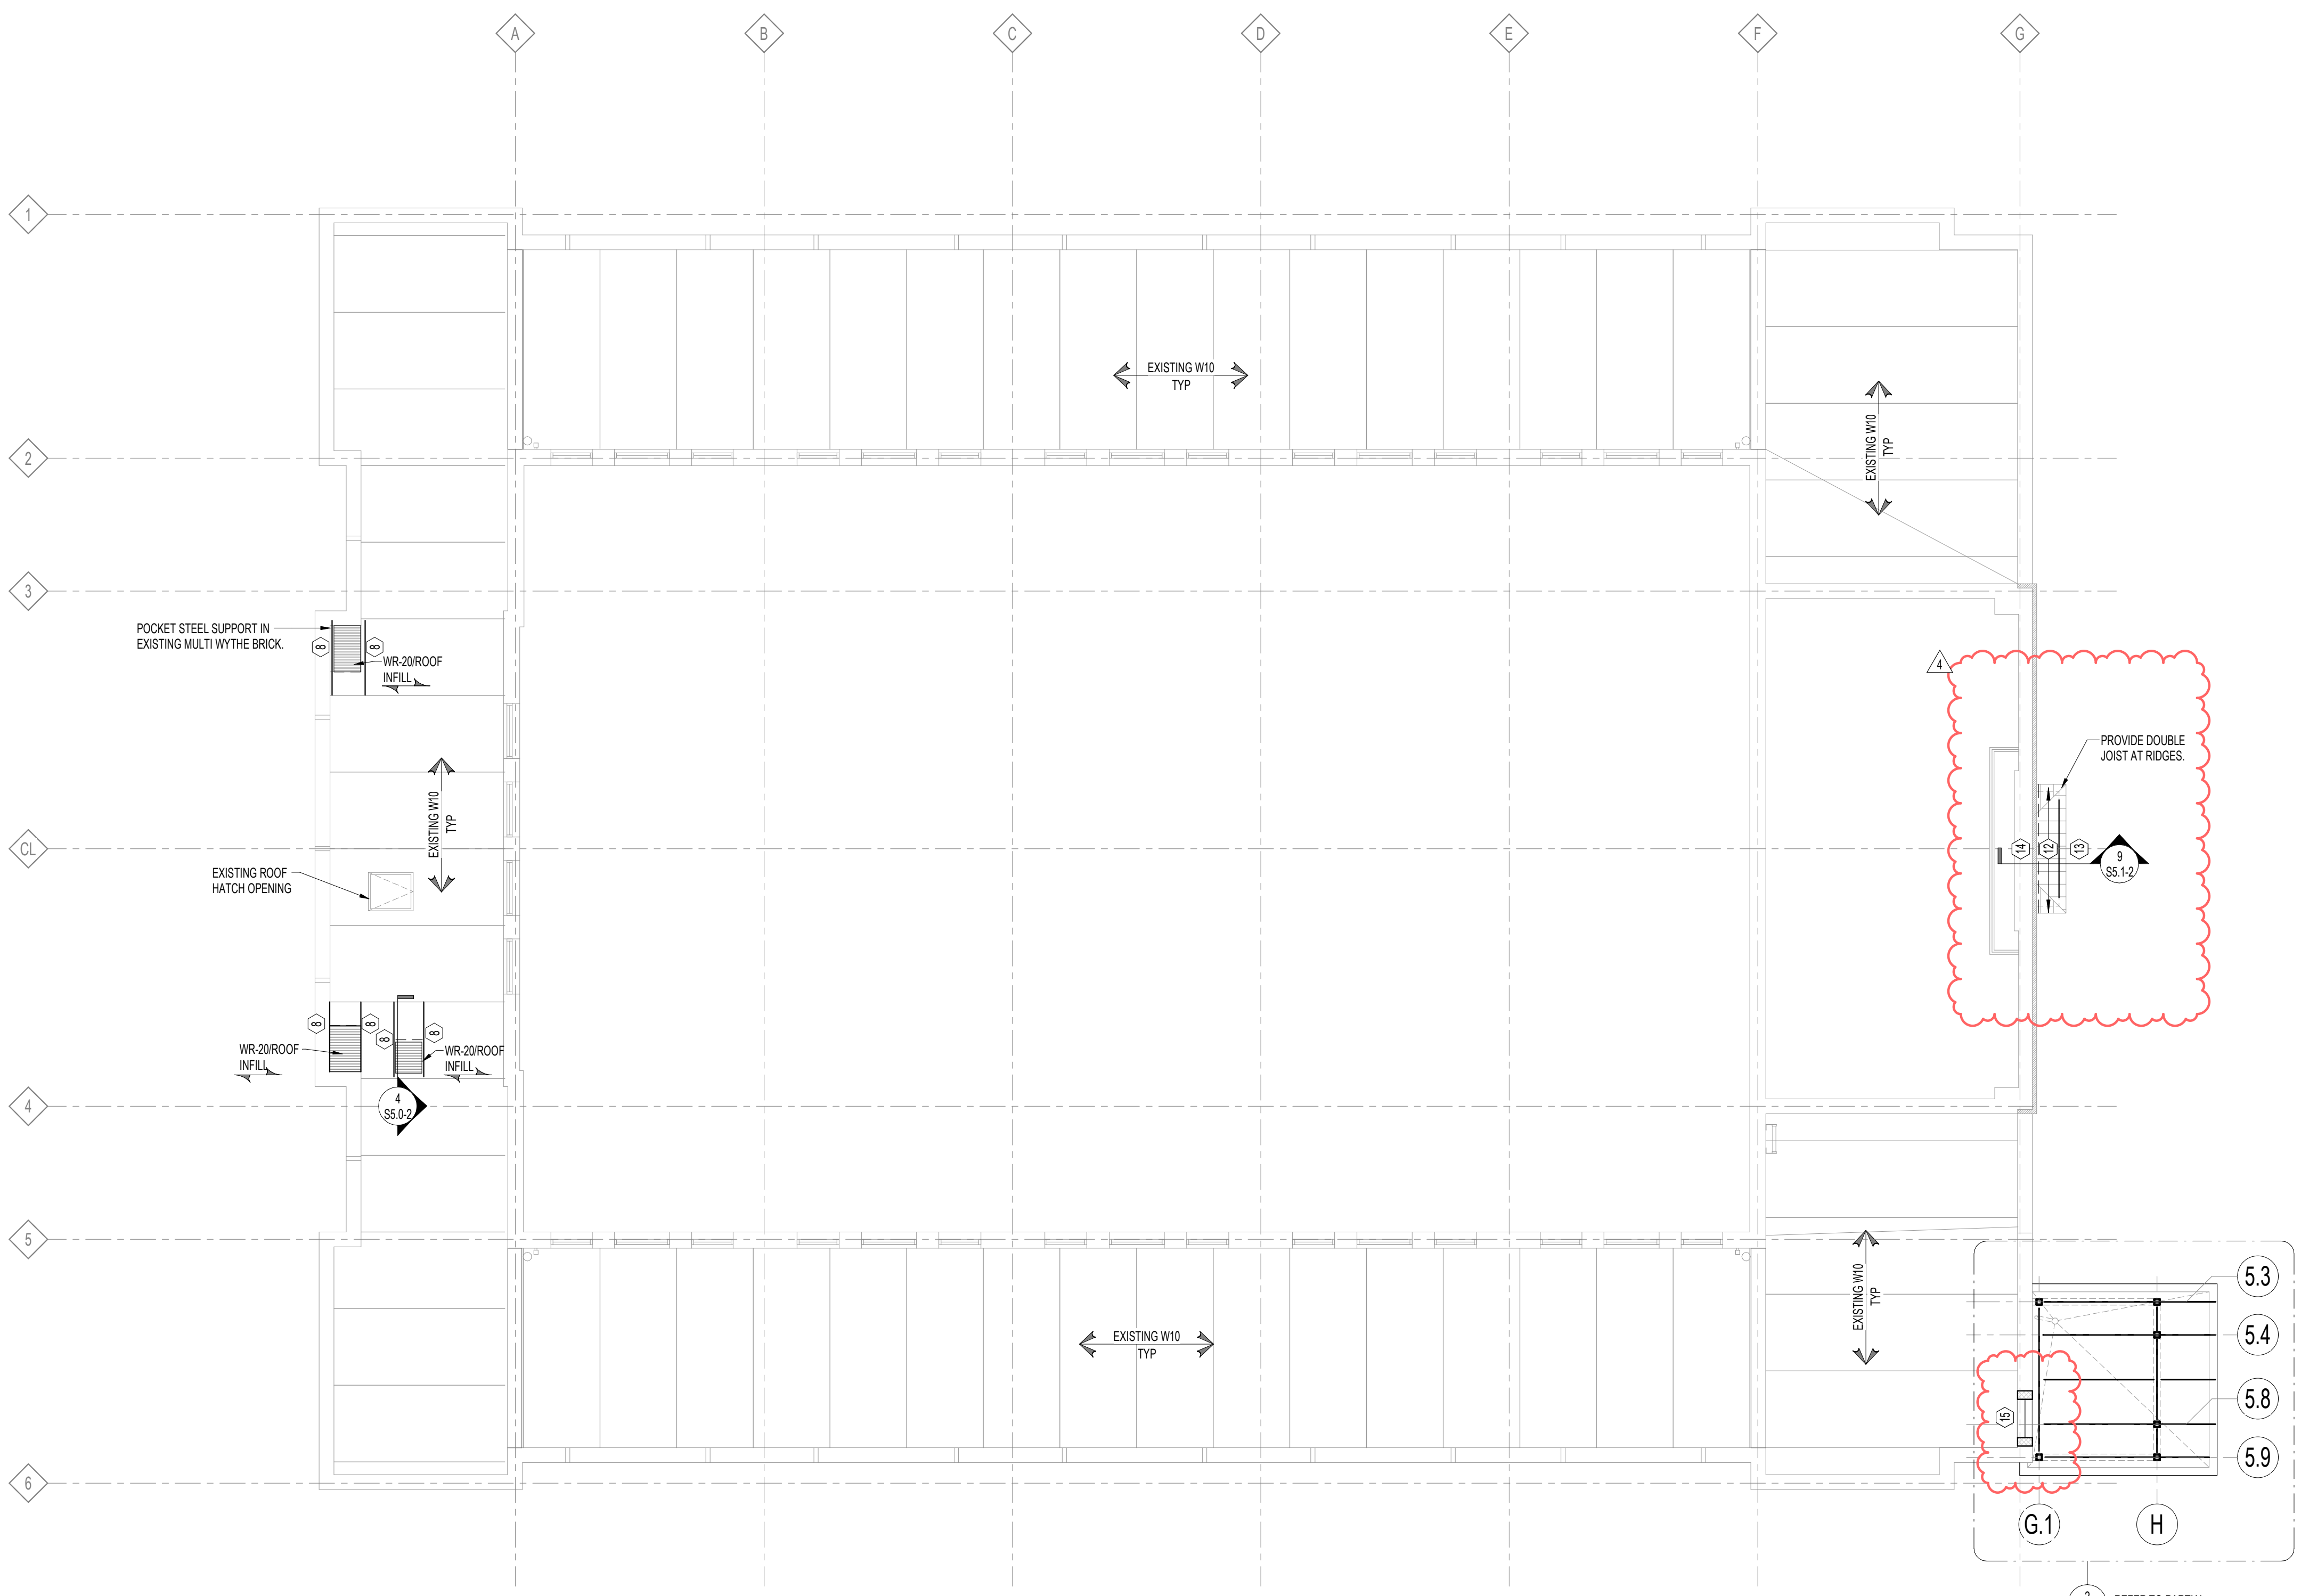 A
B
C
D
E
F
G
1
EXISTING W10
TYP
EXISTING W10
TYP
2
3
POCKET STEEL SUPPORT IN
EXISTING MULTI WYTHE BRICK.
8
8
WR-20/ROOF
INFILL
4
PROVIDE DOUBLE
JOIST AT RIDGES.
EXISTING W10
TYP
CL
14
12
13
9
S5.1-2
EXISTING ROOF
HATCH OPENING
8
8
8
8
WR-20/ROOF
INFILL
WR-20/ROOF
INFILL
4
4
S5.0-2
5
EXISTING W10
TYP
5.3
5.4
EXISTING W10
TYP
5.8
15
5.9
6
G.1
H